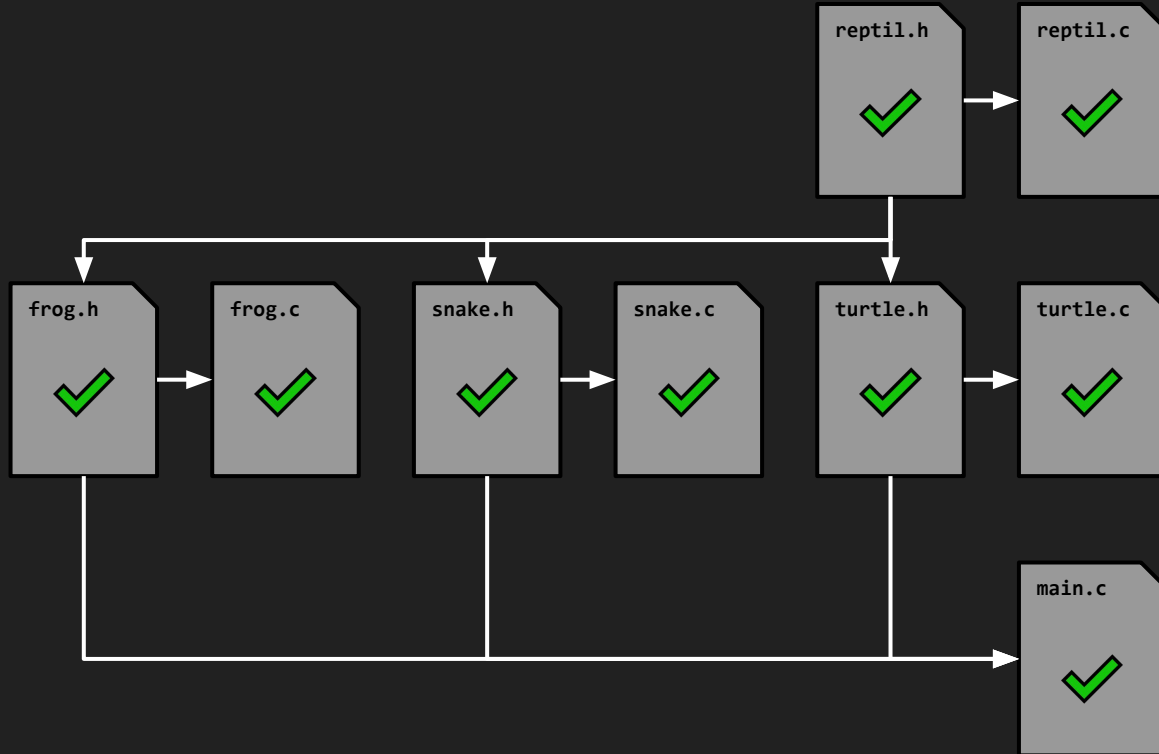 reptil.h
reptil.c
frog.h
frog.c
snake.h
snake.c
turtle.h
turtle.c
main.c